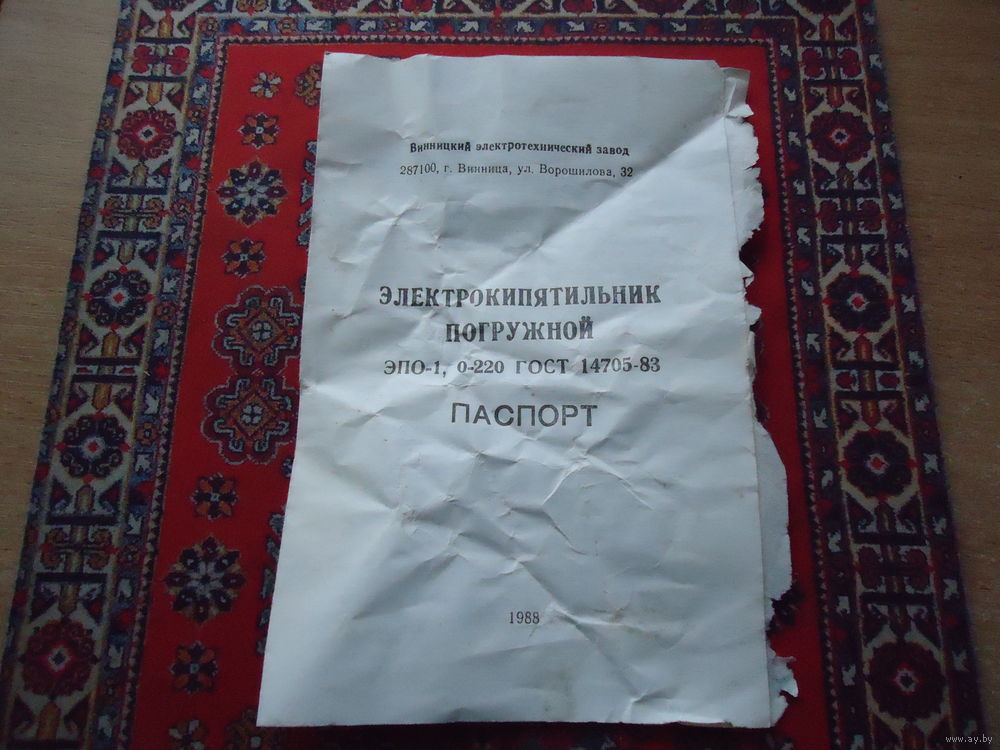 Винницкий электротехнический завод
287100, г. Винница, ул. Ворошилова, 32
ЭЛЕКТРОКИПЯТИЛЬНИК
ПОГРУЖНОЙ
ЭПО-1, 0-220 ГОСТ 14705-83
ПАСПОРТ
1988
www.ay.by